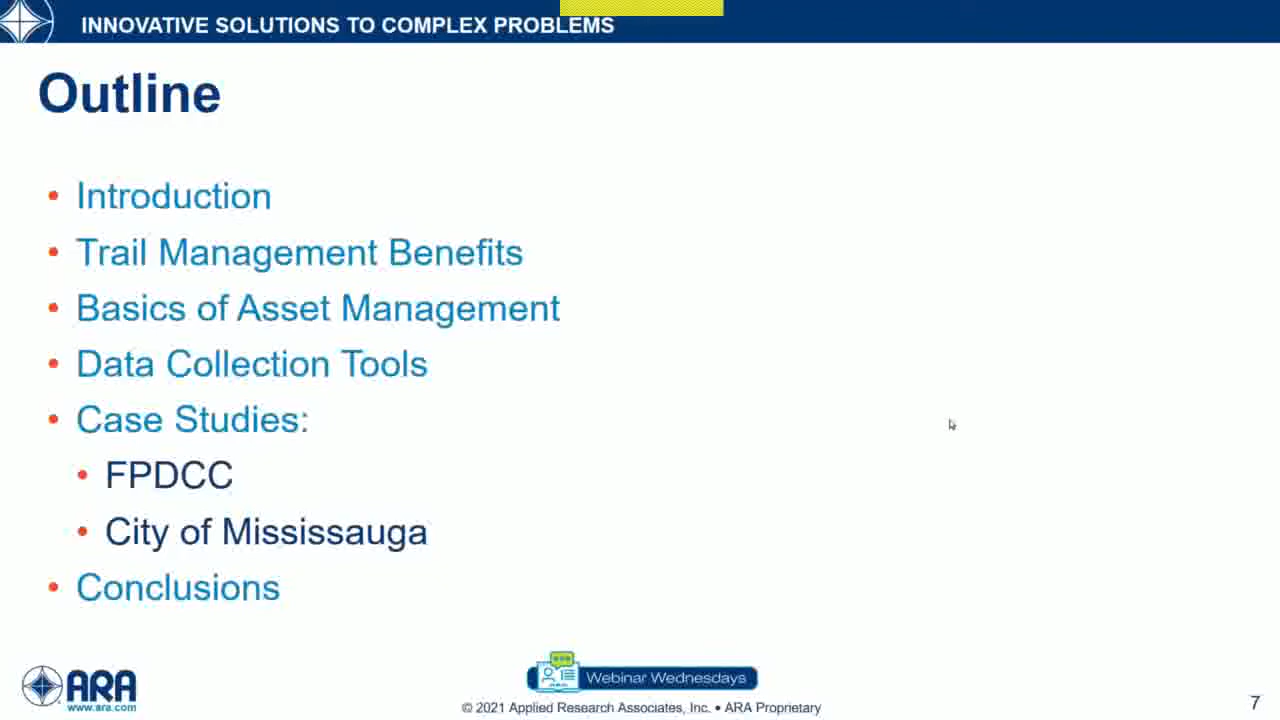 INNOVATIVE SOLUTIONS TO COMPLEX PROBLEMS
Outline
• Introduction
• Trail Management Benefits
• Basics of Asset Management
• Data Collection Tools
• Case Studies:
• FPDCC
• City of Mississauga
• Conclusions
ARA
www.ara.com
Webinar Wednesdays
© 2021 Applied Research Associates, Inc. • ARA Proprietary
7